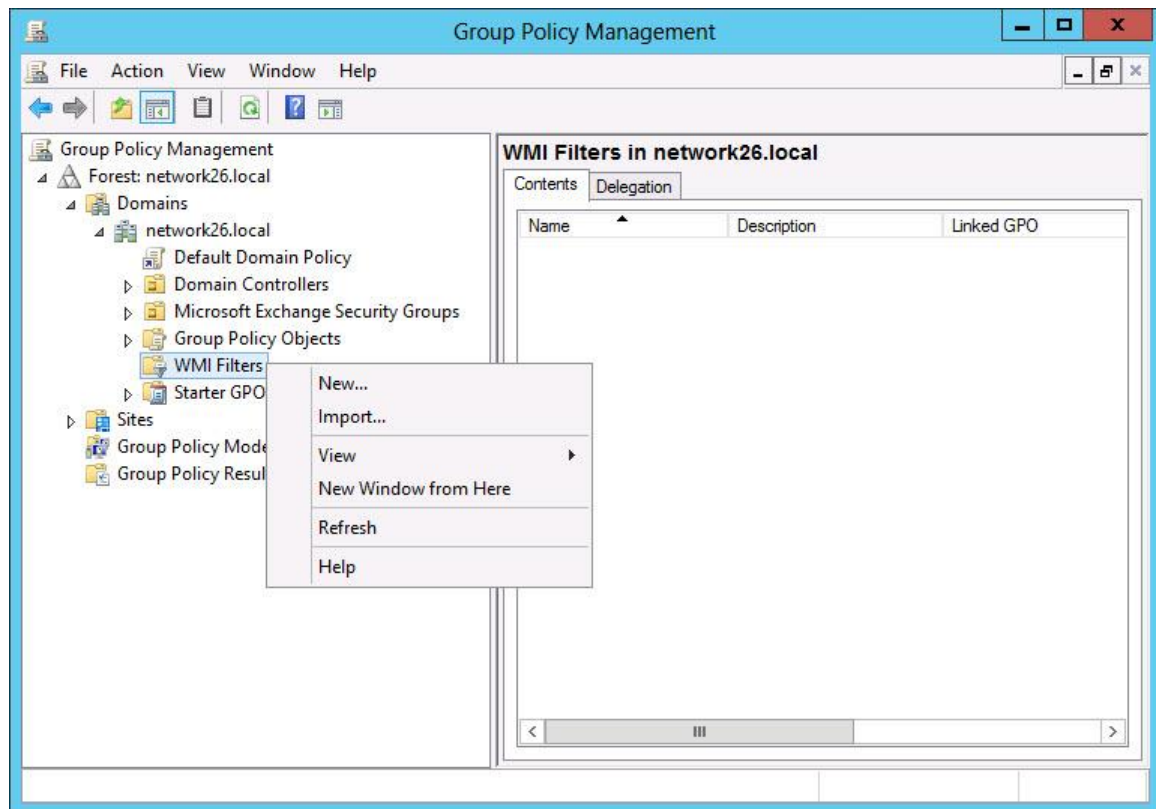 Group Policy Management
File Action View Window Help
Group Policy Management
Forest: network26.local
Domains
network26.local
Default Domain Policy
Domain Controllers
Microsoft Exchange Security Groups
Group Policy Objects
WMI Filters
Starter GPO
Sites
Group Policy Mode
Group Policy Resul
New...
Import...
View
New Window from Here
Refresh
Help
WMI Filters in network26.local
Contents Delegation
Name Description Linked GPO